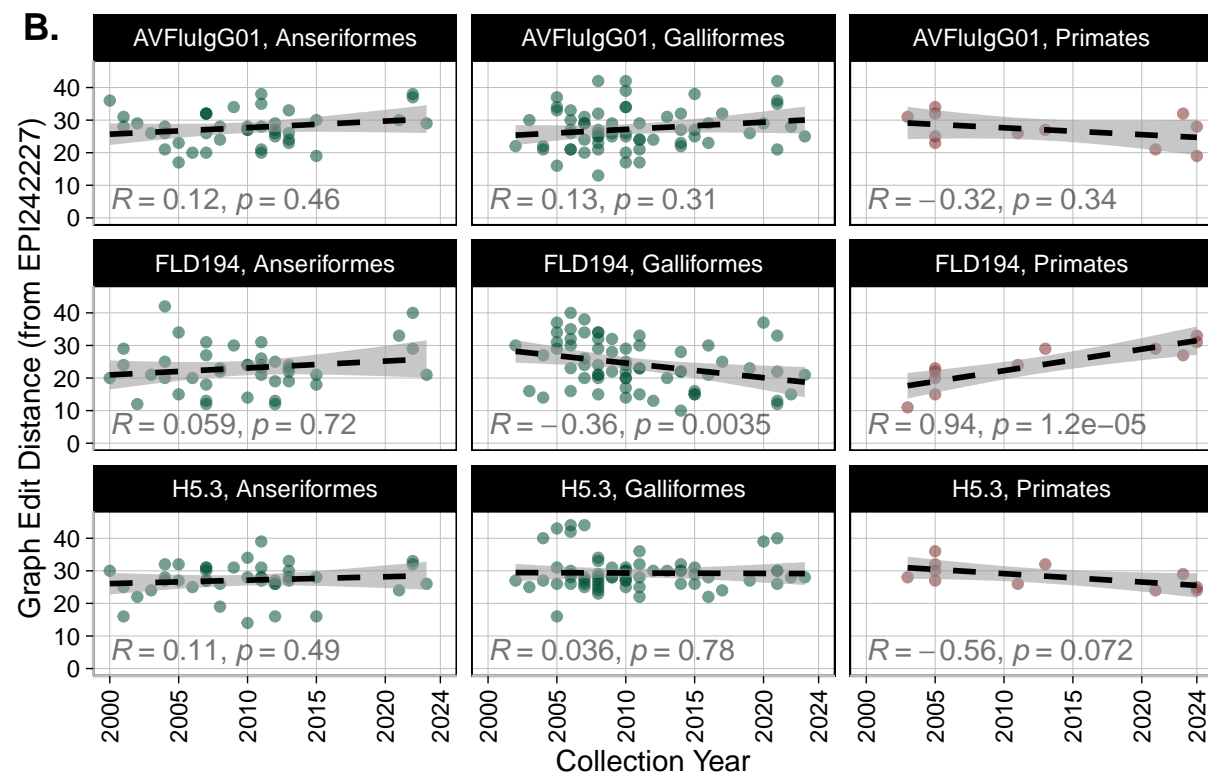 B.
AVFluIgG01, Anseriformes
AVFluIgG01, Galliformes
AVFluIgG01, Primates
40
30
20
10
0
R = 0.12, p = 0.46
R = 0.13, p = 0.31
R = −0.32, p = 0.34
FLD194, Anseriformes
FLD194, Galliformes
FLD194, Primates
40
30
20
10
0
R = 0.059, p = 0.72
R = −0.36, p = 0.0035
R = 0.94, p = 1.2e−05
H5.3, Anseriformes
H5.3, Galliformes
H5.3, Primates
40
30
20
10
0
R = 0.11, p = 0.49
R = 0.036, p = 0.78
R = −0.56, p = 0.072
Graph Edit Distance (from EPI242227)
2000
2005
2010
2015
2020
2024
2000
2005
2010
2015
2020
2024
2000
2005
2010
2015
2020
2024
Collection Year